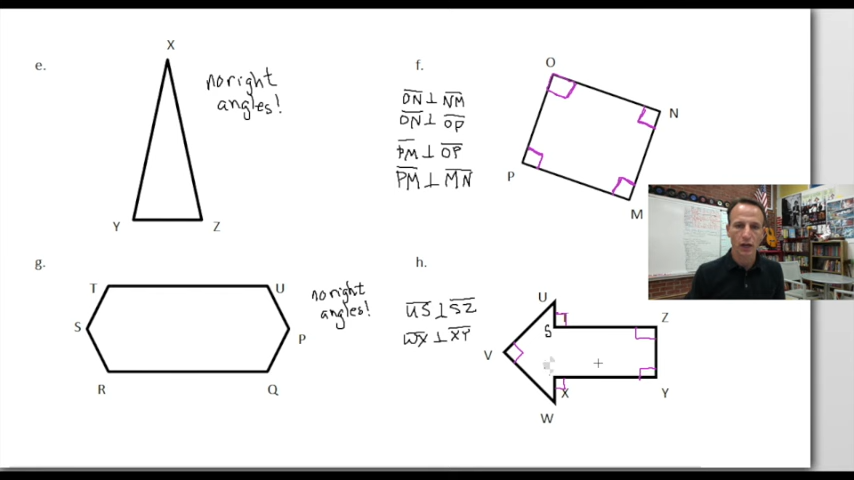 e.
X
no right
angles!
Y
Z
f.
O
N
P
M
ON ⊥ NM
ON ⊥ OP
PM ⊥ OP
PM ⊥ MN
g.
T
U
S
P
R
Q
no right
angles!
h.
US ⊥ SZ
WX ⊥ XY
U
S
Z
V
X
Y
W